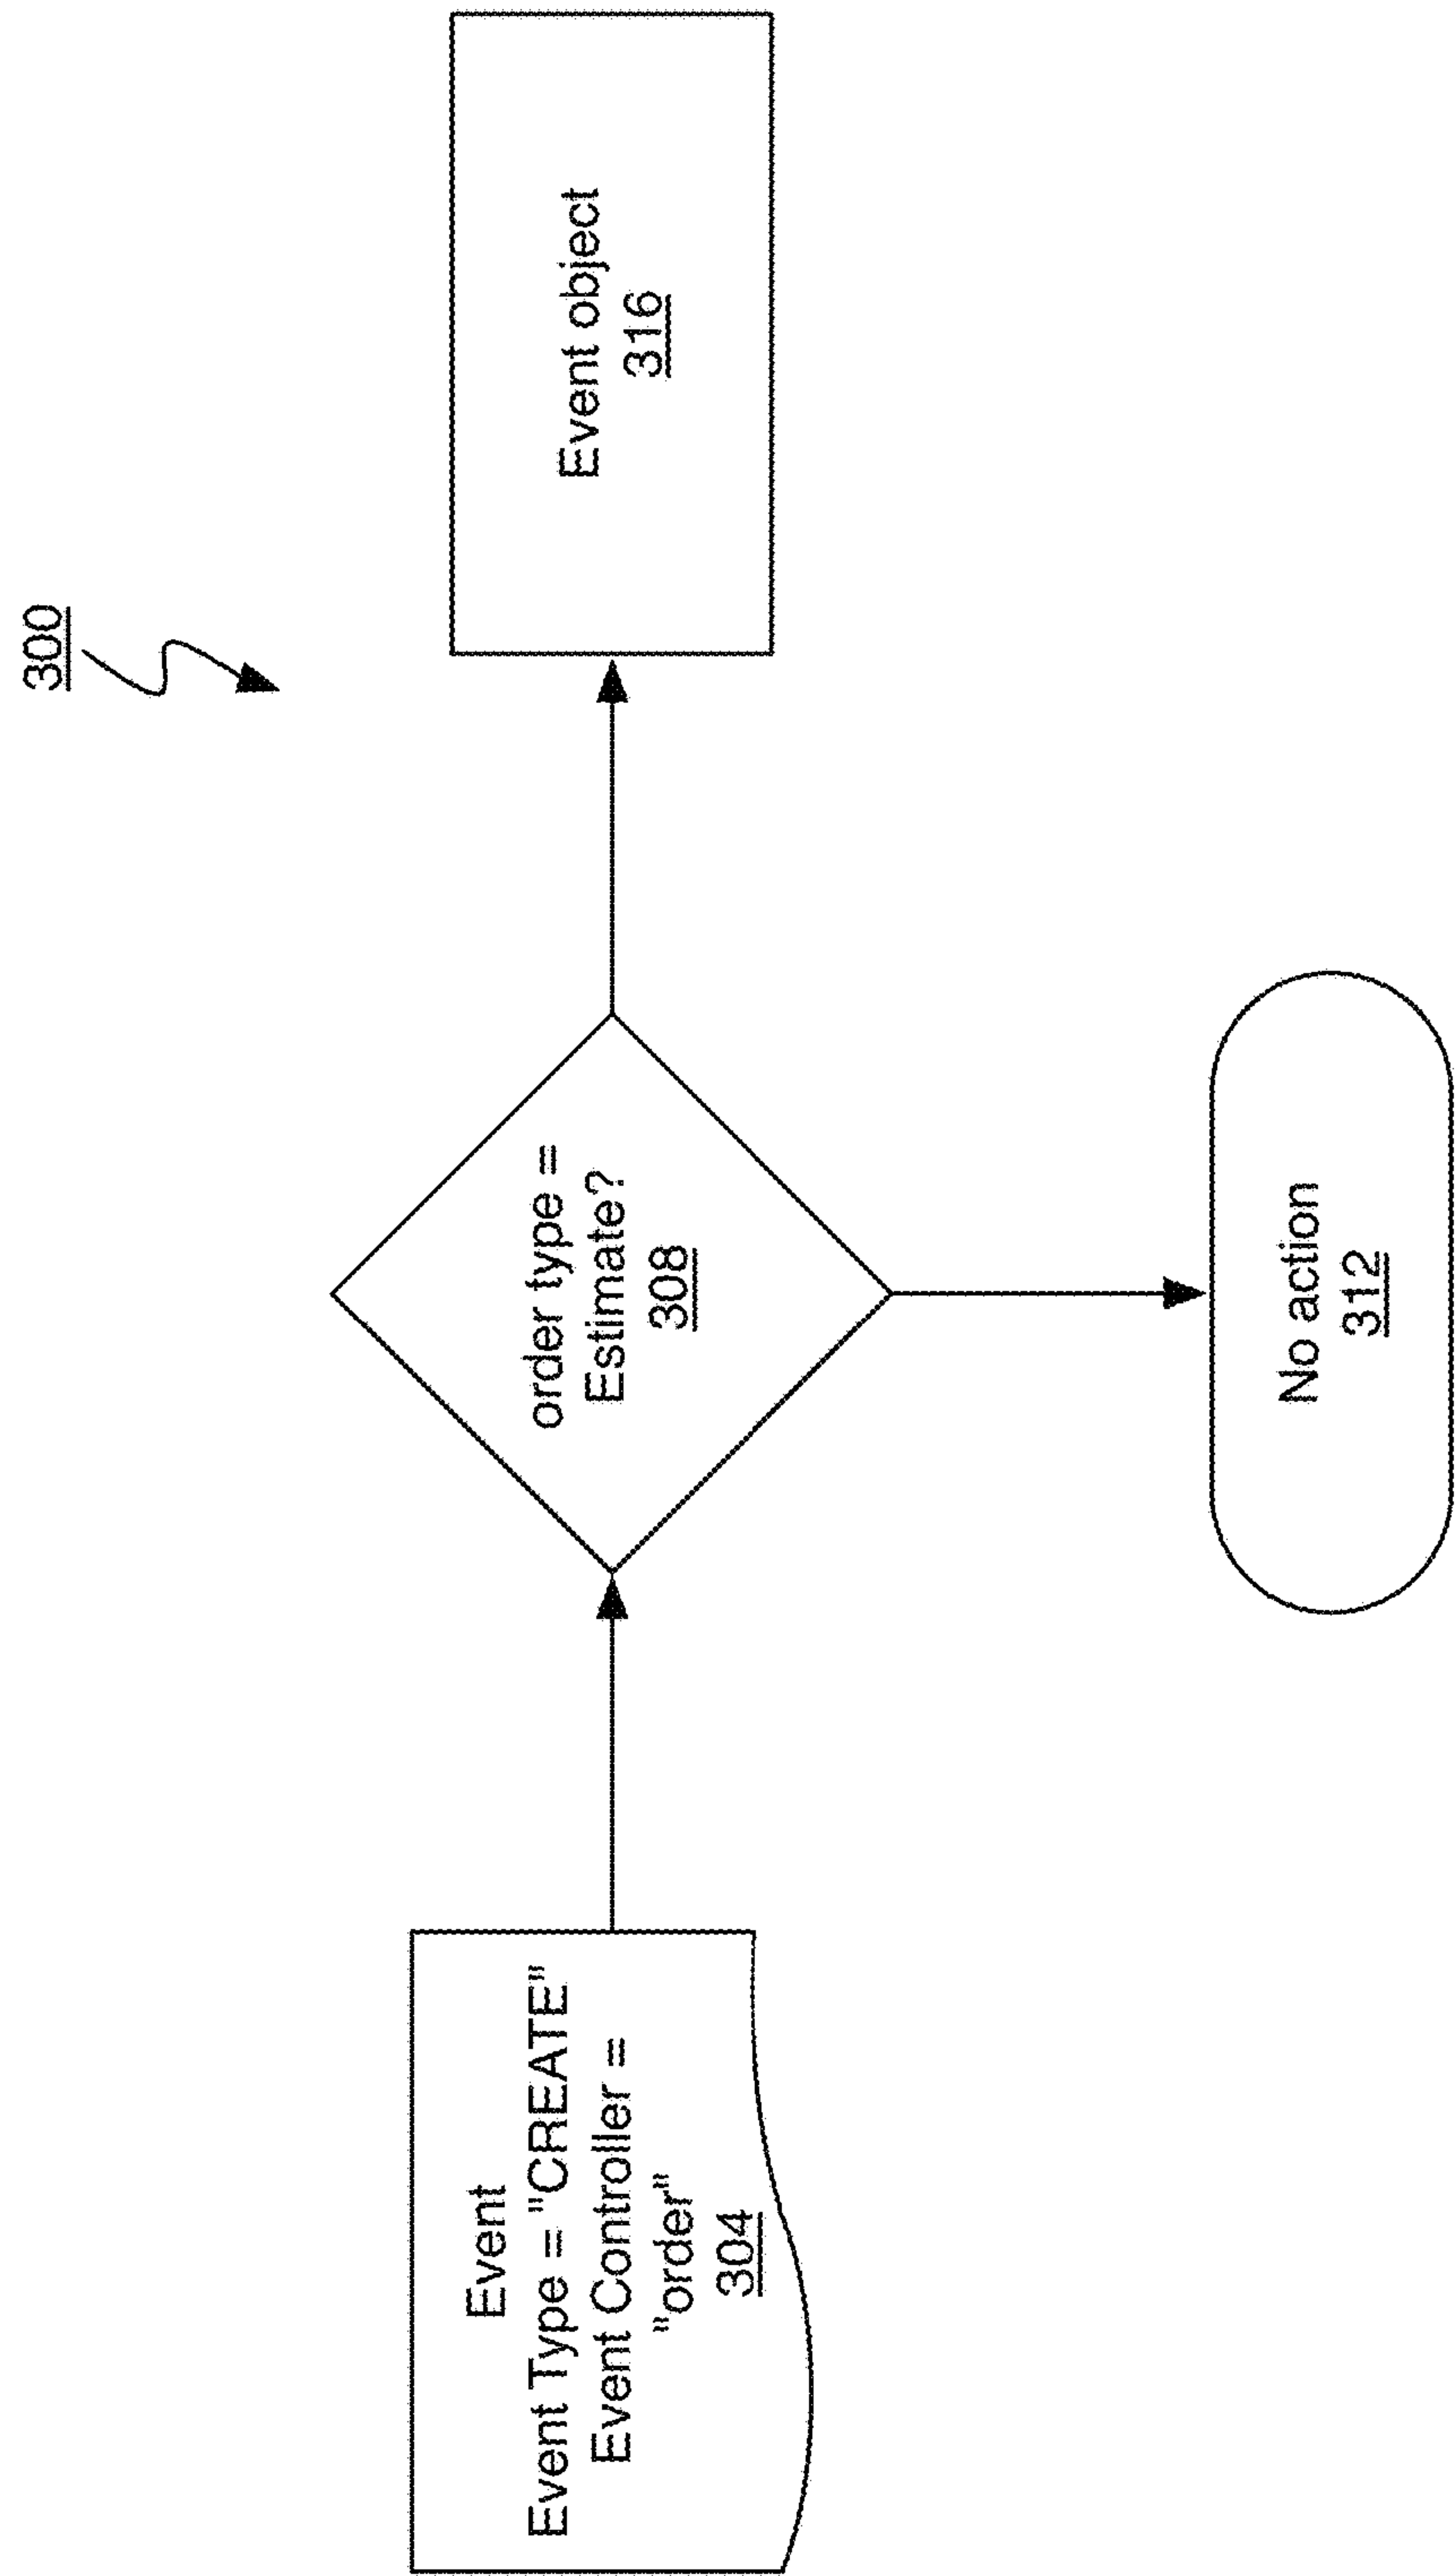 300
Event
Event Type = "CREATE"
Event Controller =
"order"
304
order type =
Estimate?
308
Event object
316
No action
312